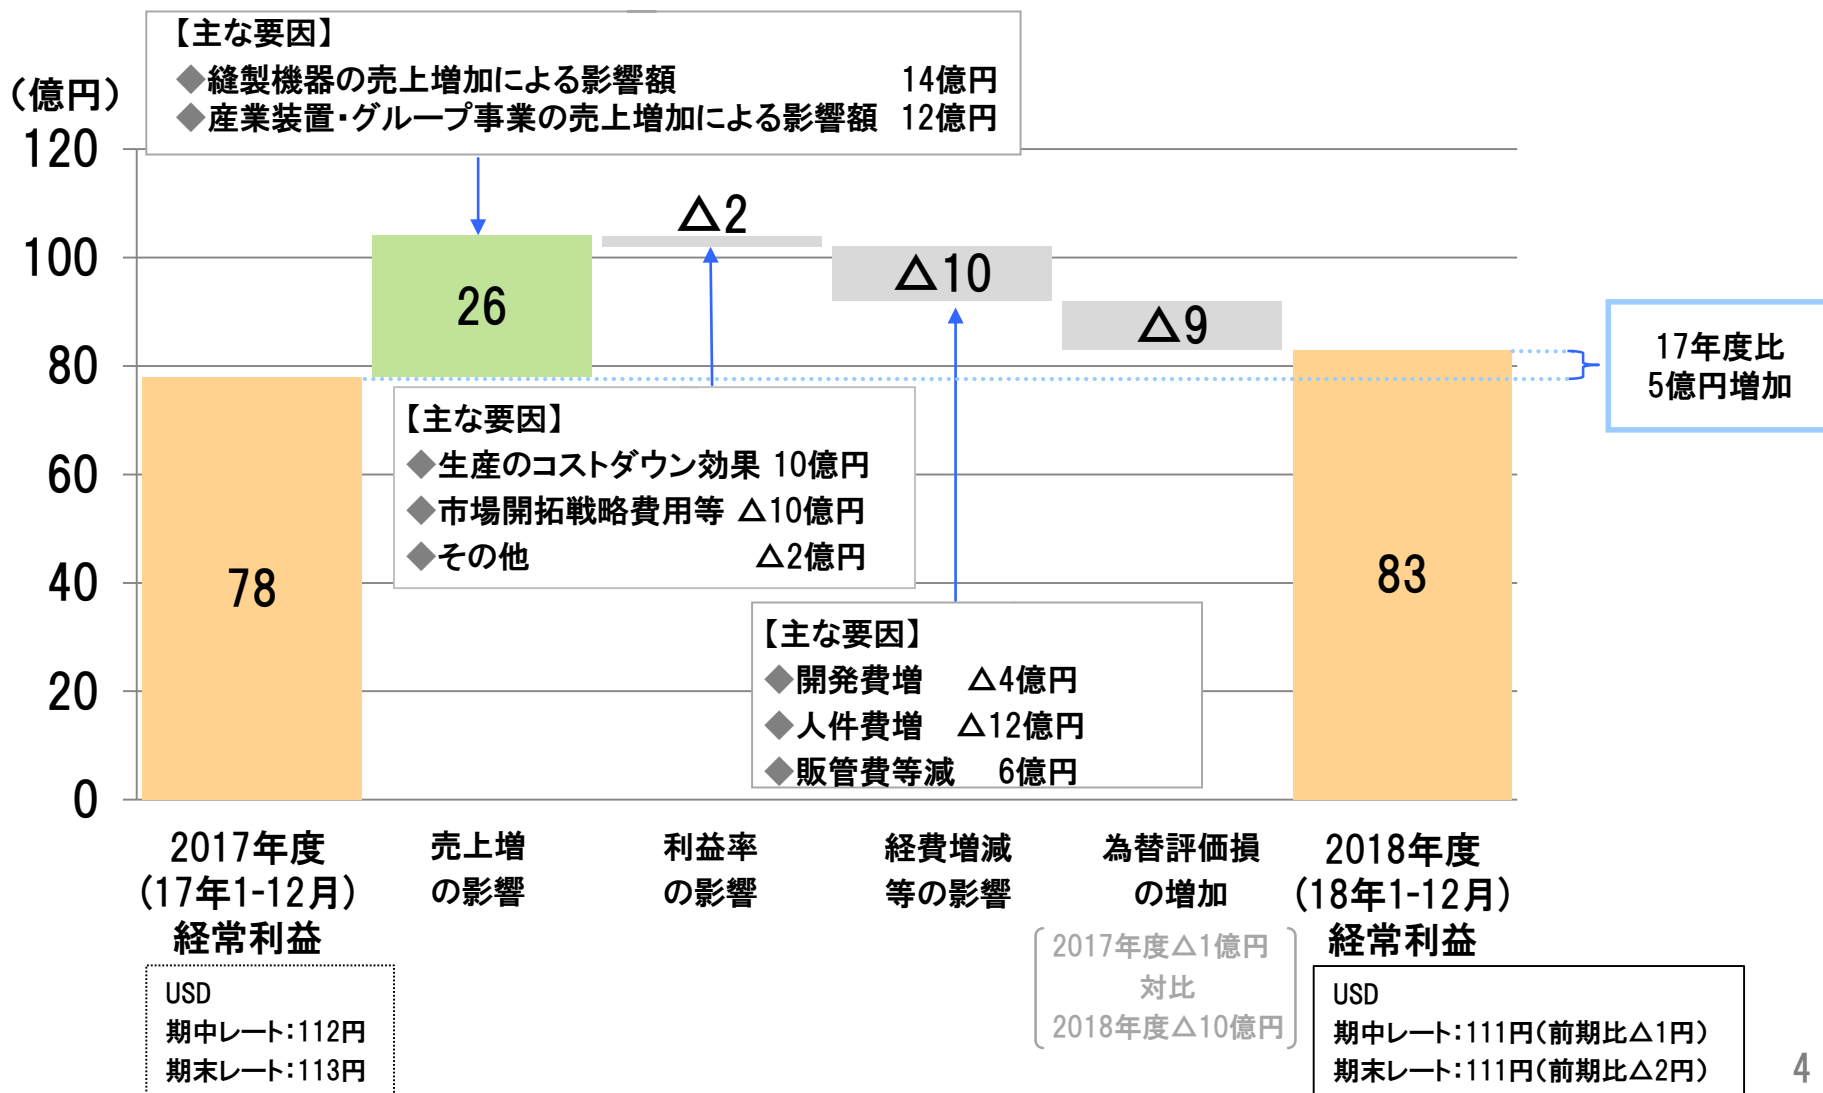 【主な要因】
◆縫製機器の売上増加による影響額 14億円
◆産業装置・グループ事業の売上増加による影響額 12億円
(億円)
120
100
80
60
40
20
0
78
26
△2
△10
△9
83
17年度比
5億円増加
【主な要因】
◆生産のコストダウン効果 10億円
◆市場開拓戦略費用等 △10億円
◆その他 △2億円
【主な要因】
◆開発費増 △4億円
◆人件費増 △12億円
◆販管費等減 6億円
2017年度
(17年1-12月)
経常利益
売上増
の影響
利益率
の影響
経費増減
等の影響
為替評価損
の増加
2017年度△1億円
対比
2018年度△10億円
2018年度
(18年1-12月)
経常利益
USD
期中レート:112円
期末レート:113円
USD
期中レート:111円(前期比△1円)
期末レート:111円(前期比△2円)
4